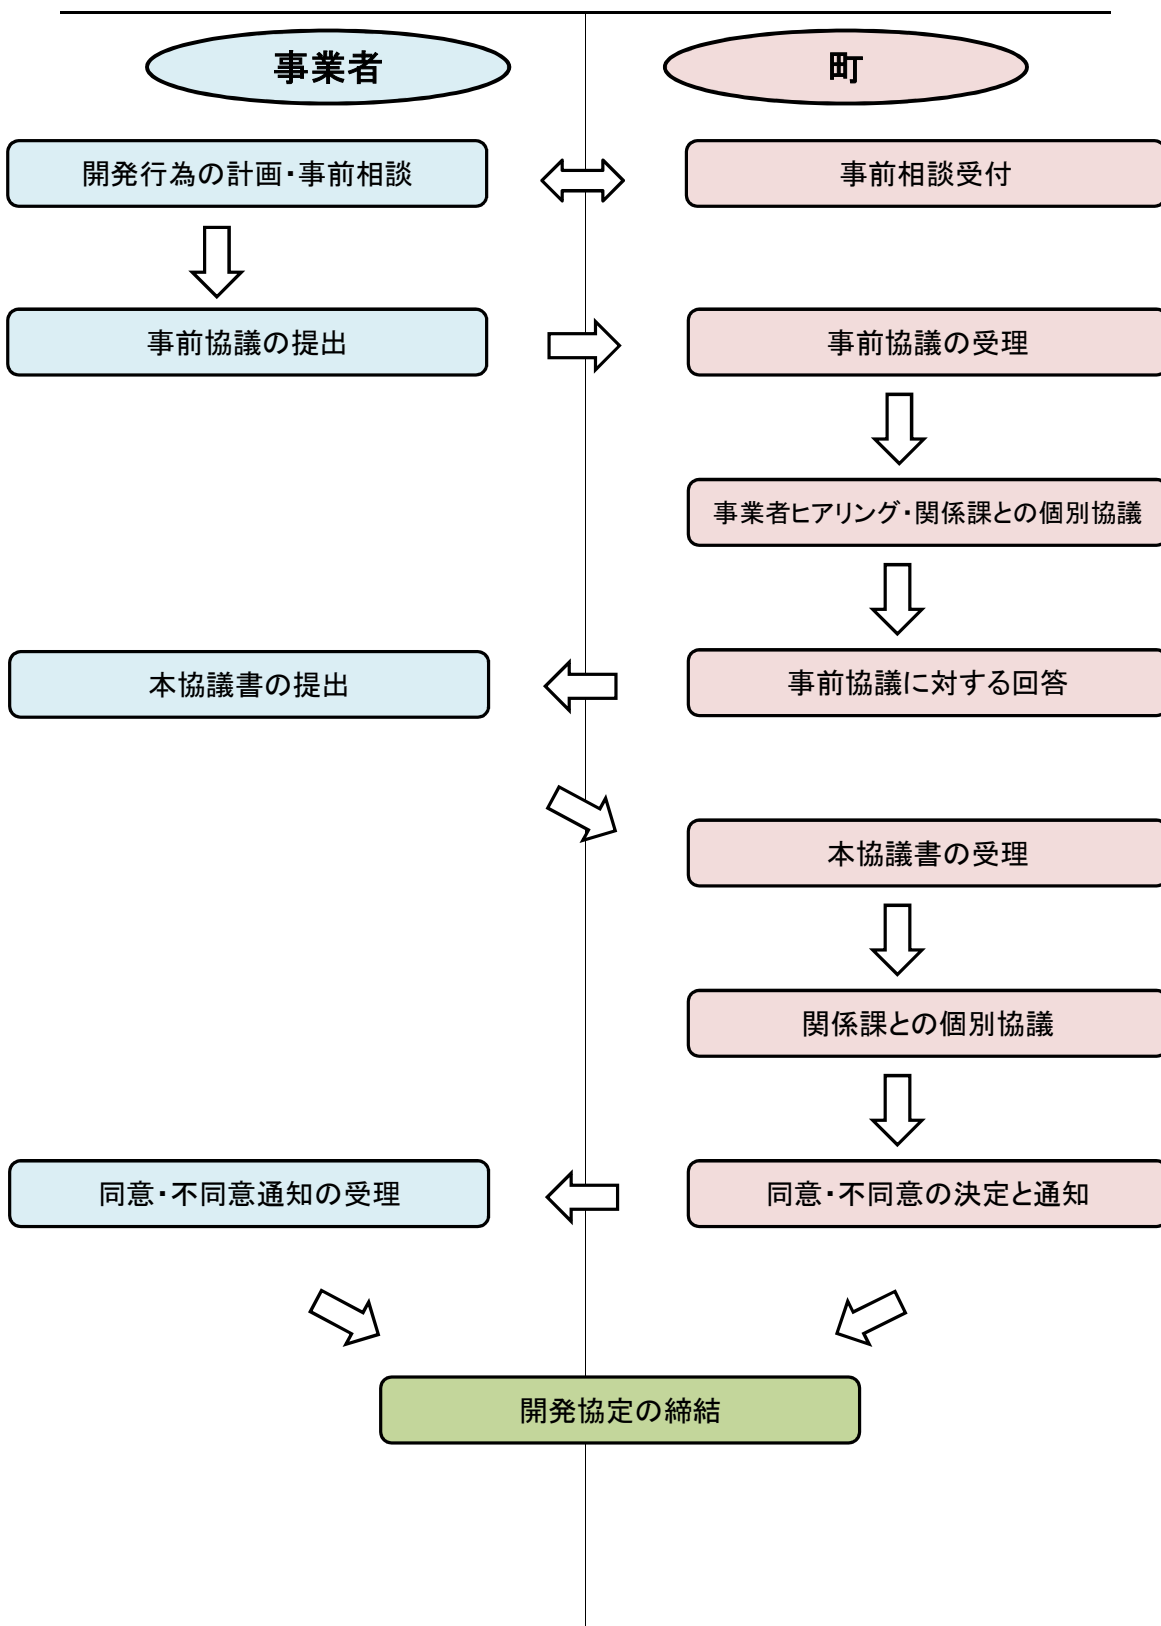 事業者
町
開発行為の計画・事前相談
事前相談受付
事前協議の提出
事前協議の受理
事業者ヒアリング・関係課との個別協議
本協議書の提出
事前協議に対する回答
本協議書の受理
関係課との個別協議
同意・不同意通知の受理
同意・不同意の決定と通知
開発協定の締結